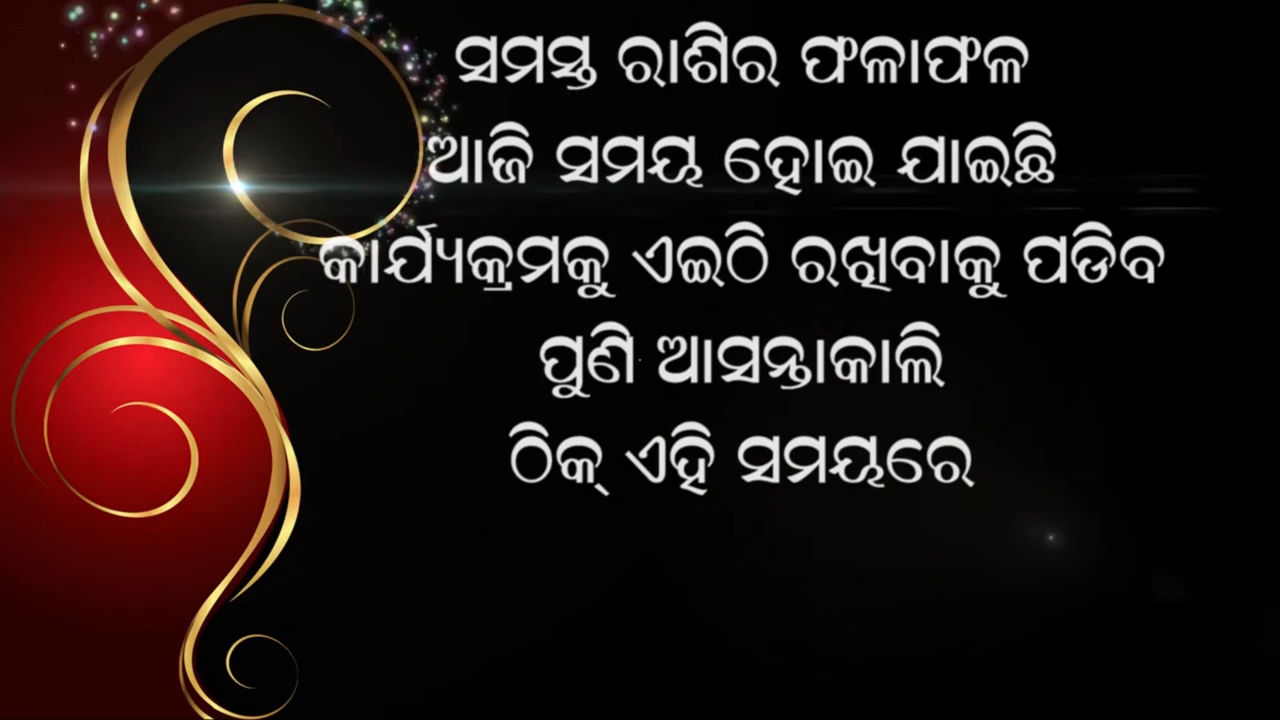 ସମସ୍ତ ରାଶିର ଫଳାଫଳ
ଆଜି ସମୟ ହୋଇ ଯାଇଛି
କାର୍ଯ୍ୟକ୍ରମକୁ ଏଇଠି ରଖିବାକୁ ପଡିବ
ପୁଣି ଆସନ୍ତାକାଲି
ଠିକ୍ ଏହି ସମୟରେ